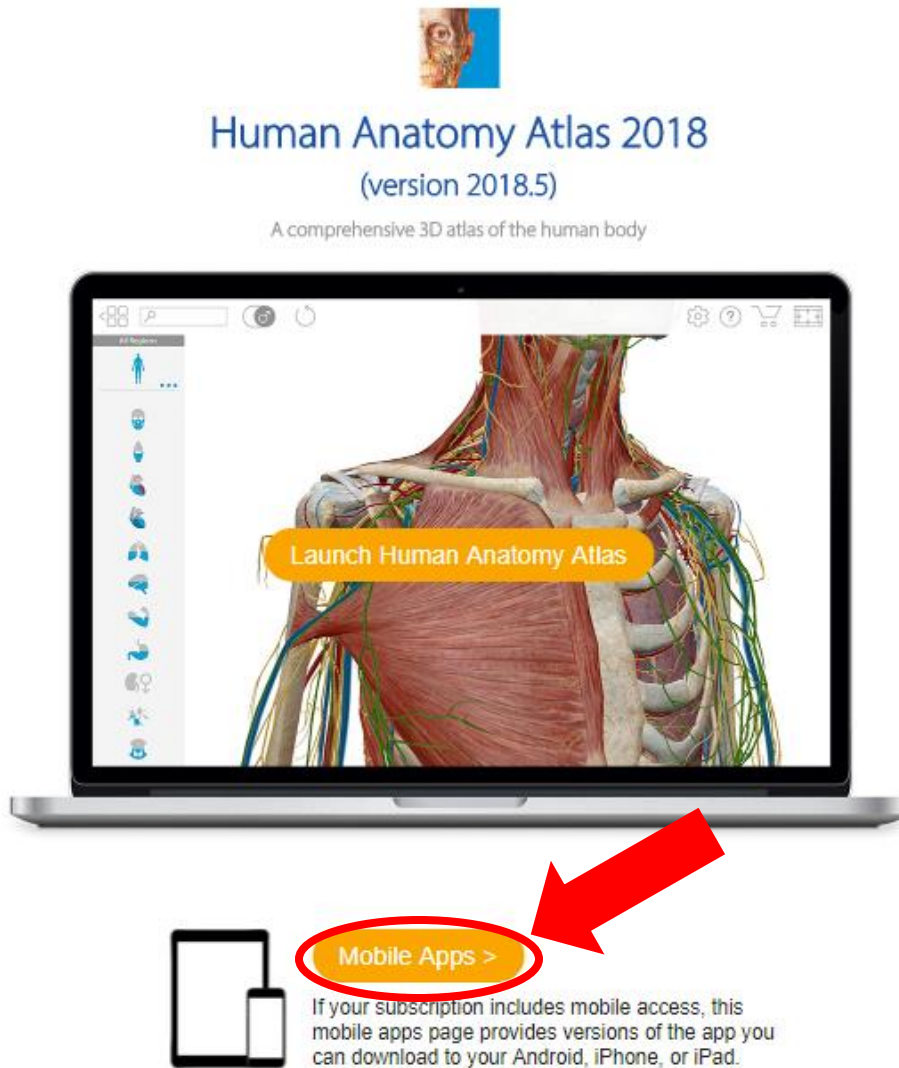 Human Anatomy Atlas 2018
(version 2018.5)
A comprehensive 3D atlas of the human body
All Regions
Launch Human Anatomy Atlas
Mobile Apps >
If your subscription includes mobile access, this
mobile apps page provides versions of the app you
can download to your Android, iPhone, or iPad.